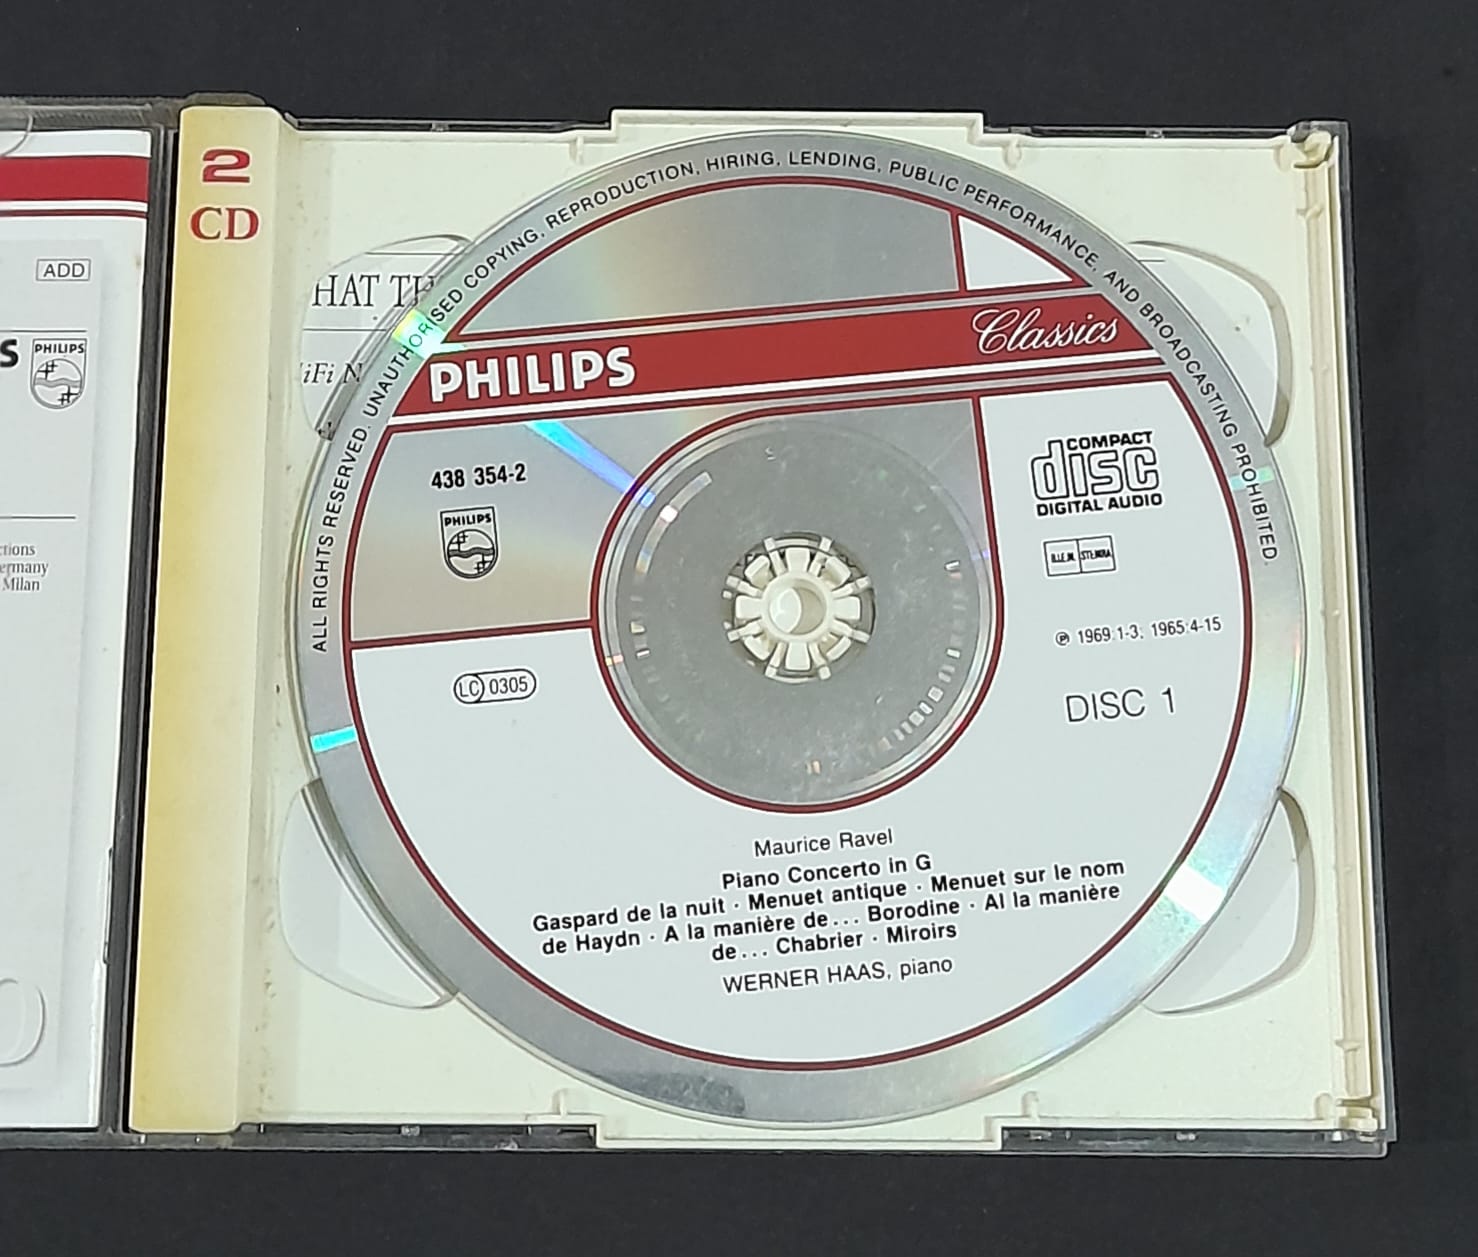 2
CD
ADD
S
PHILIPS
ctions
ermany
Milan
HAT TH
iFi N
ALL RIGHTS RESERVED. UNAUTHORISED COPYING, REPRODUCTION, HIRING, LENDING, PUBLIC PERFORMANCE, AND BROADCASTING PROHIBITED.
PHILIPS
Classics
438 354-2
PHILIPS
COMPACT
disc
DIGITAL AUDIO
B.I.E.M. STEMRA
℗ 1969:1-3; 1965:4-15
LC 0305
DISC 1
Maurice Ravel
Piano Concerto in G
Gaspard de la nuit · Menuet antique · Menuet sur le nom
de Haydn · A la manière de... Borodine · Al la manière
de... Chabrier · Miroirs
WERNER HAAS, piano